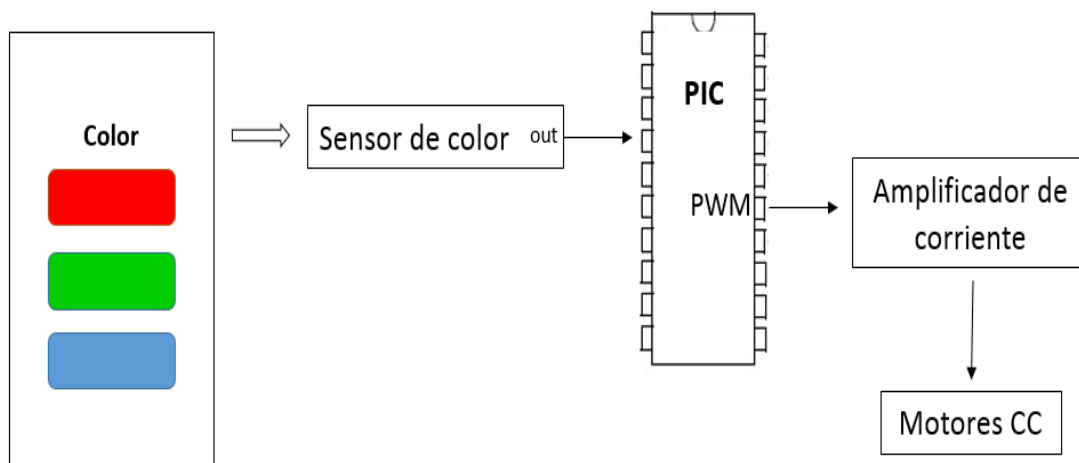 Color
Sensor de color
out
PIC
PWM
Amplificador de
corriente
Motores CC